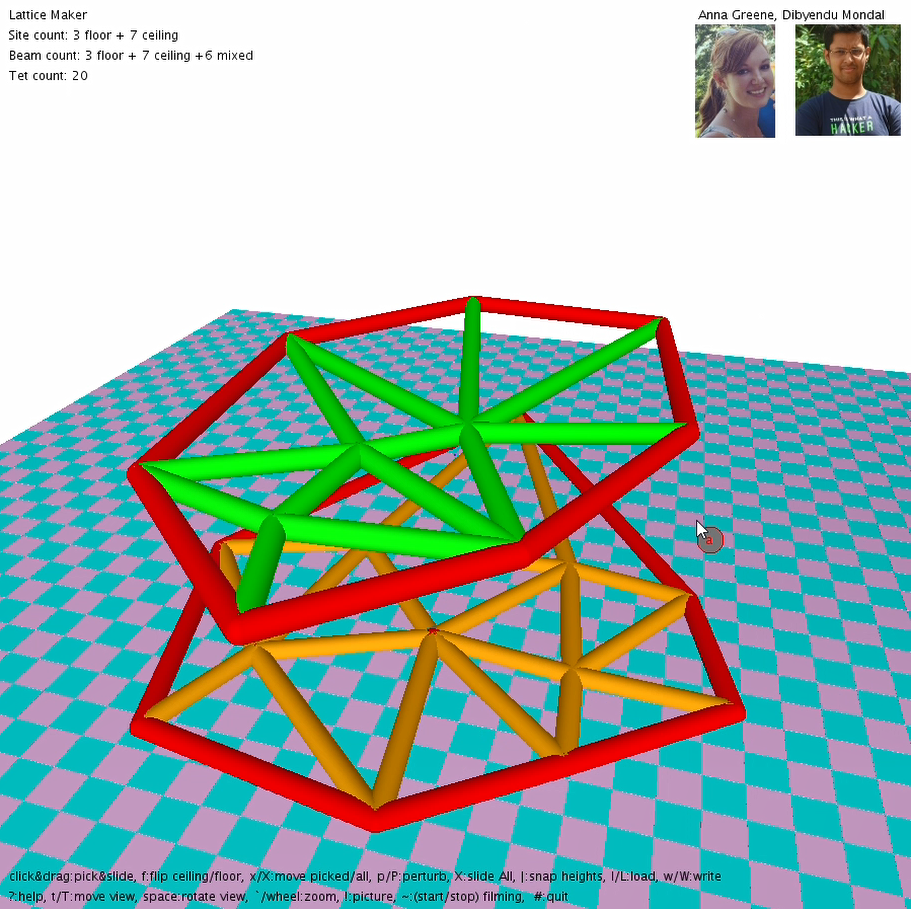 Lattice Maker
Anna Greene, Dibyendu Mondal
Site count: 3 floor + 7 ceiling
Beam count: 3 floor + 7 ceiling +6 mixed
Tet count: 20
THIS IS WHAT A
HACKER
a
click&drag:pick&slide, f:flip ceiling/floor, x/X:move picked/all, p/P:perturb, X:slide All, |:snap heights, l/L:load, w/W:write
?:help, t/T:move view, space:rotate view, `/wheel:zoom, !:picture, ~:(start/stop) filming, #:quit